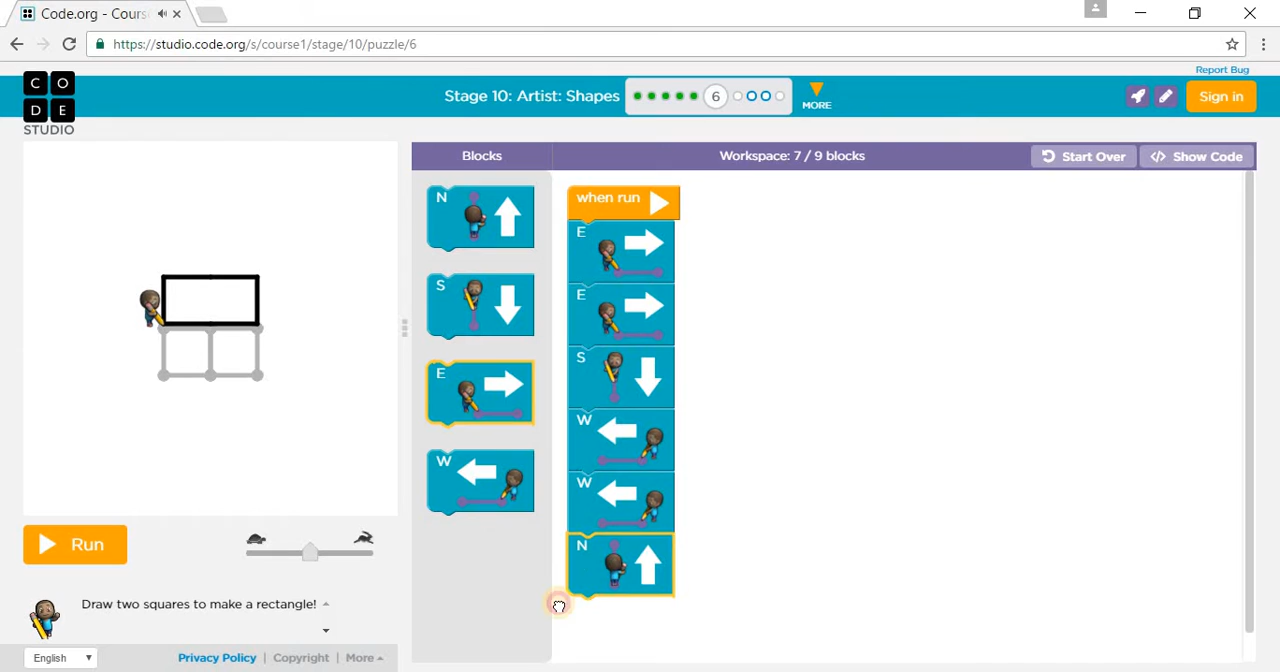 Code.org - Cours
https://studio.code.org/s/course1/stage/10/puzzle/6
Report Bug
C O
D E
STUDIO
Stage 10: Artist: Shapes
6
MORE
Sign in
Blocks
Workspace: 7 / 9 blocks
Start Over
Show Code
N
S
E
W
when run
E
E
S
W
W
N
Run
Draw two squares to make a rectangle!
English
Privacy Policy | Copyright | More